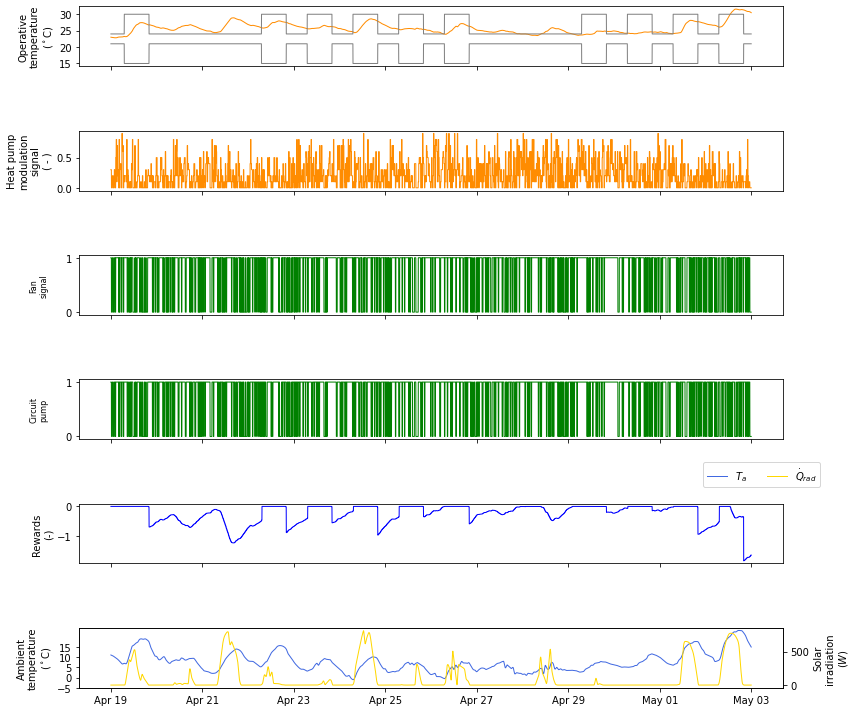 Operative
temperature
(°C)
30
25
20
15
Heat pump
modulation
signal
( - )
0.5
0.0
Fan
signal
1
0
Circuit
pump
1
0
T_a
Q̇_rad
Rewards
(-)
0
−1
Ambient
temperature
(°C)
15
10
5
0
−5
500
0
Solar
irradiation
(W)
Apr 19 Apr 21 Apr 23 Apr 25 Apr 27 Apr 29 May 01 May 03